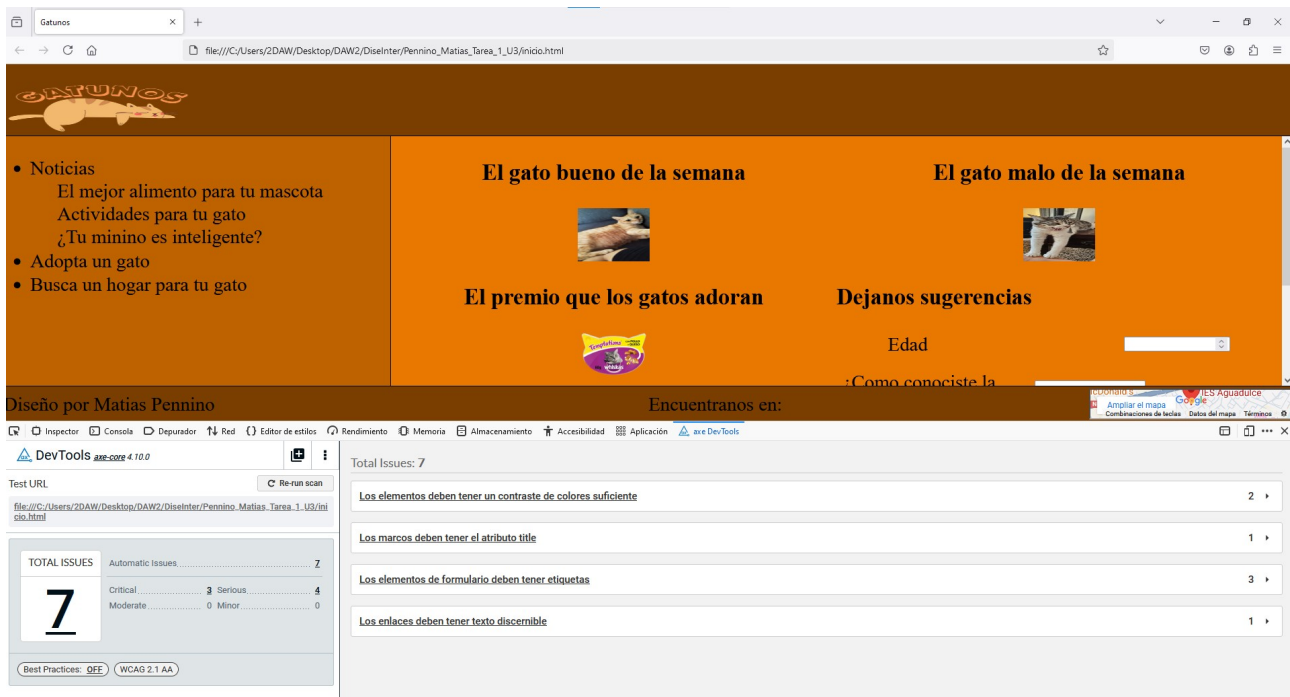 Gatunos
file:///C:/Users/2DAW/Desktop/DAW2/DiseInter/Pennino_Matias_Tarea_1_U3/inicio.html
GATUNOS
Noticias
El mejor alimento para tu mascota
Actividades para tu gato
¿Tu minino es inteligente?
Adopta un gato
Busca un hogar para tu gato
El gato bueno de la semana
El gato malo de la semana
El premio que los gatos adoran
Temptations
whiskas
Dejanos sugerencias
Edad
¿Como conociste la
Diseño por Matias Pennino
Encuentranos en:
McDonald's
IES Aguadulce
Google
Ampliar el mapa
Combinaciones de teclas Datos del mapa Términos
Inspector Consola Depurador Red Editor de estilos Rendimiento Memoria Almacenamiento Accesibilidad Aplicación axe DevTools
DevTools axe-core 4.10.0
Test URL
Re-run scan
file:///C:/Users/2DAW/Desktop/DAW2/DiseInter/Pennino_Matias_Tarea_1_U3/ini
cio.html
TOTAL ISSUES
7
Automatic Issues 7
Critical 3 Serious 4
Moderate 0 Minor 0
Best Practices: OFF WCAG 2.1 AA
Total Issues: 7
Los elementos deben tener un contraste de colores suficiente 2
Los marcos deben tener el atributo title 1
Los elementos de formulario deben tener etiquetas 3
Los enlaces deben tener texto discernible 1